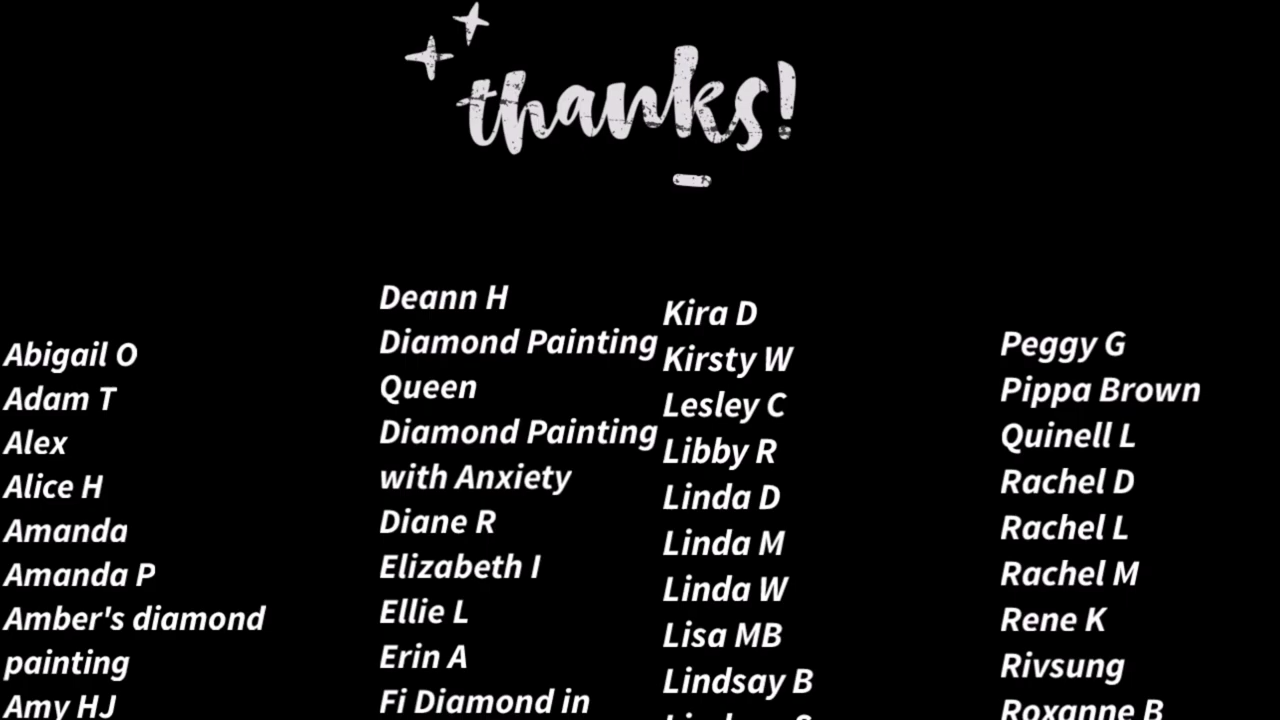 thanks!
Abigail O
Adam T
Alex
Alice H
Amanda
Amanda P
Amber's diamond
painting
Amy HJ
Deann H
Diamond Painting
Queen
Diamond Painting
with Anxiety
Diane R
Elizabeth I
Ellie L
Erin A
Fi Diamond in
Kira D
Kirsty W
Lesley C
Libby R
Linda D
Linda M
Linda W
Lisa MB
Lindsay B
Peggy G
Pippa Brown
Quinell L
Rachel D
Rachel L
Rachel M
Rene K
Rivsung
Roxanne B